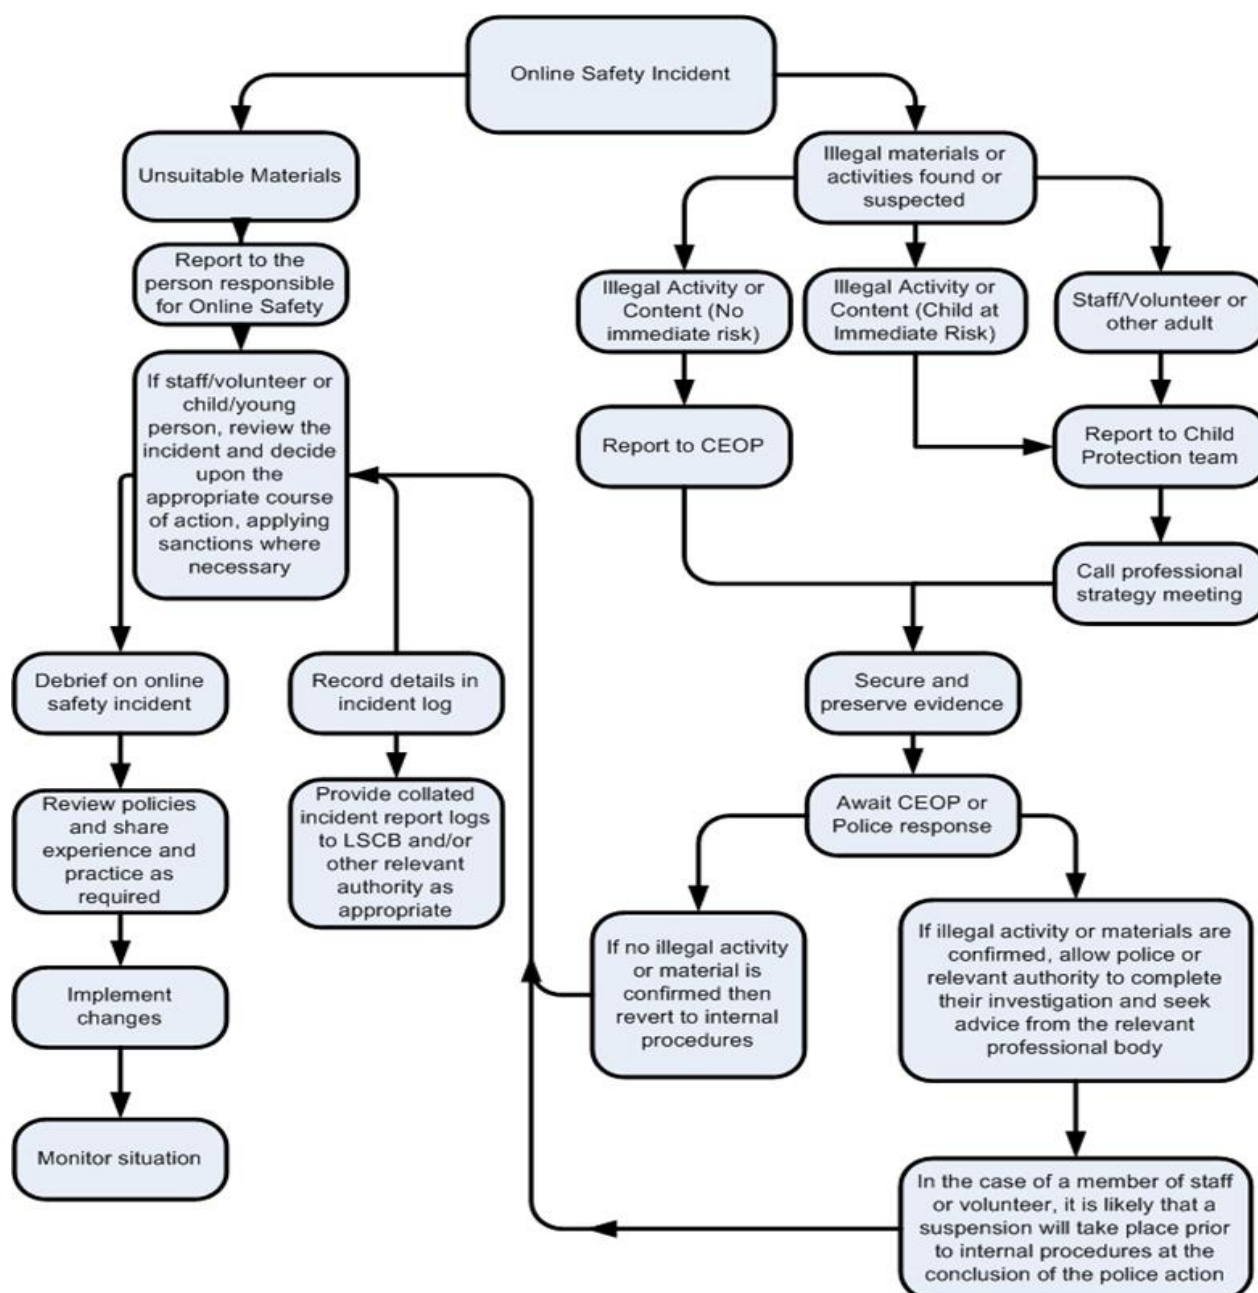 Online Safety Incident
Unsuitable Materials
Report to the
person responsible
for Online Safety
If staff/volunteer or
child/young
person, review the
incident and decide
upon the
appropriate course
of action, applying
sanctions where
necessary
Debrief on online
safety incident
Review policies
and share
experience and
practice as
required
Implement
changes
Monitor situation
Record details in
incident log
Provide collated
incident report logs
to LSCB and/or
other relevant
authority as
appropriate
Illegal materials or
activities found or
suspected
Illegal Activity or
Content (No
immediate risk)
Illegal Activity or
Content (Child at
Immediate Risk)
Staff/Volunteer or
other adult
Report to CEOP
Report to Child
Protection team
Call professional
strategy meeting
Secure and
preserve evidence
Await CEOP or
Police response
If no illegal activity
or material is
confirmed then
revert to internal
procedures
If illegal activity or materials are
confirmed, allow police or
relevant authority to complete
their investigation and seek
advice from the relevant
professional body
In the case of a member of staff
or volunteer, it is likely that a
suspension will take place prior
to internal procedures at the
conclusion of the police action